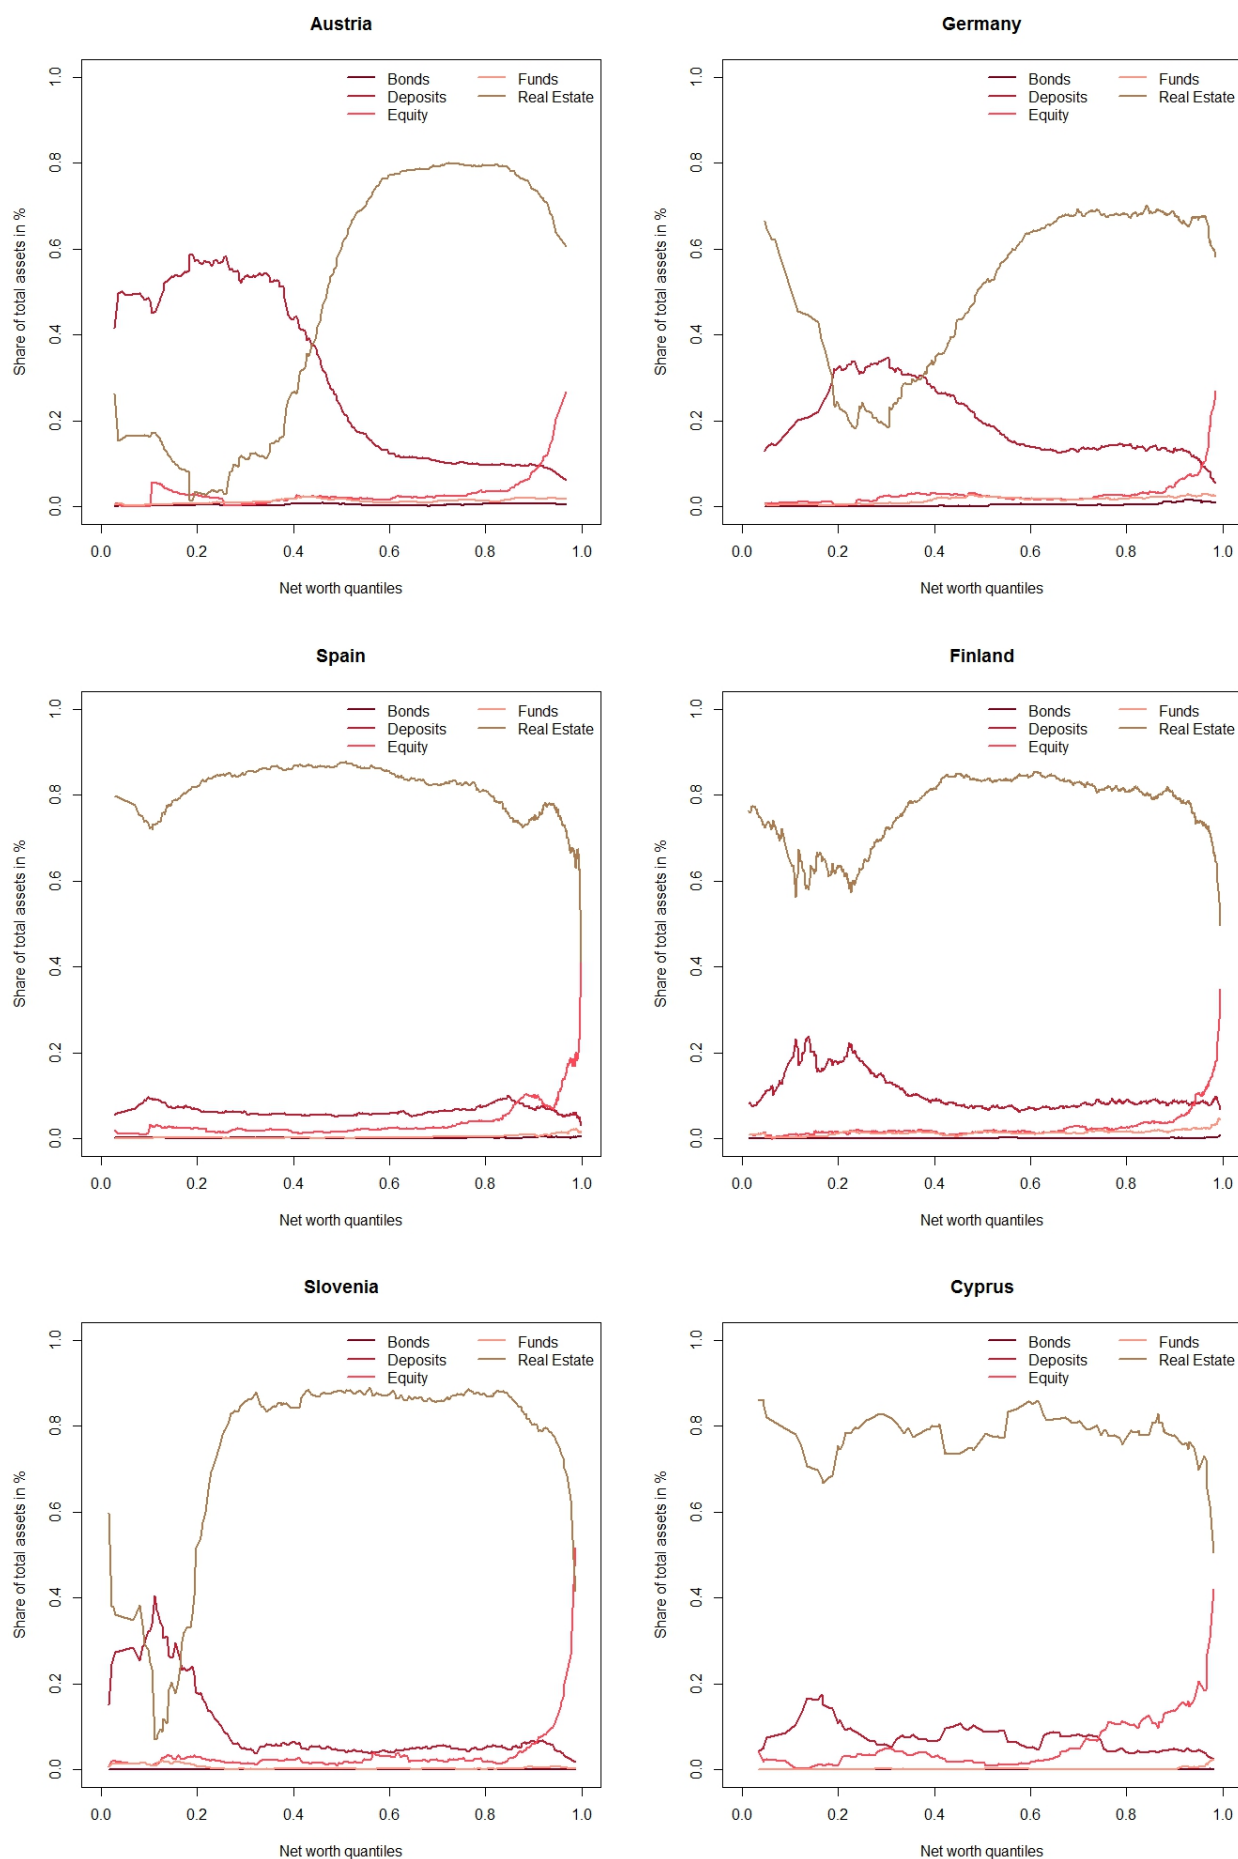 Austria
Share of total assets in %
1.0
0.8
0.6
0.4
0.2
0.0
Bonds
Deposits
Equity
Funds
Real Estate
0.0 0.2 0.4 0.6 0.8 1.0
Net worth quantiles
Germany
Share of total assets in %
1.0
0.8
0.6
0.4
0.2
0.0
Bonds
Deposits
Equity
Funds
Real Estate
0.0 0.2 0.4 0.6 0.8 1.0
Net worth quantiles
Spain
Share of total assets in %
1.0
0.8
0.6
0.4
0.2
0.0
Bonds
Deposits
Equity
Funds
Real Estate
0.0 0.2 0.4 0.6 0.8 1.0
Net worth quantiles
Finland
Share of total assets in %
1.0
0.8
0.6
0.4
0.2
0.0
Bonds
Deposits
Equity
Funds
Real Estate
0.0 0.2 0.4 0.6 0.8 1.0
Net worth quantiles
Slovenia
Share of total assets in %
1.0
0.8
0.6
0.4
0.2
0.0
Bonds
Deposits
Equity
Funds
Real Estate
0.0 0.2 0.4 0.6 0.8 1.0
Net worth quantiles
Cyprus
Share of total assets in %
1.0
0.8
0.6
0.4
0.2
0.0
Bonds
Deposits
Equity
Funds
Real Estate
0.0 0.2 0.4 0.6 0.8 1.0
Net worth quantiles